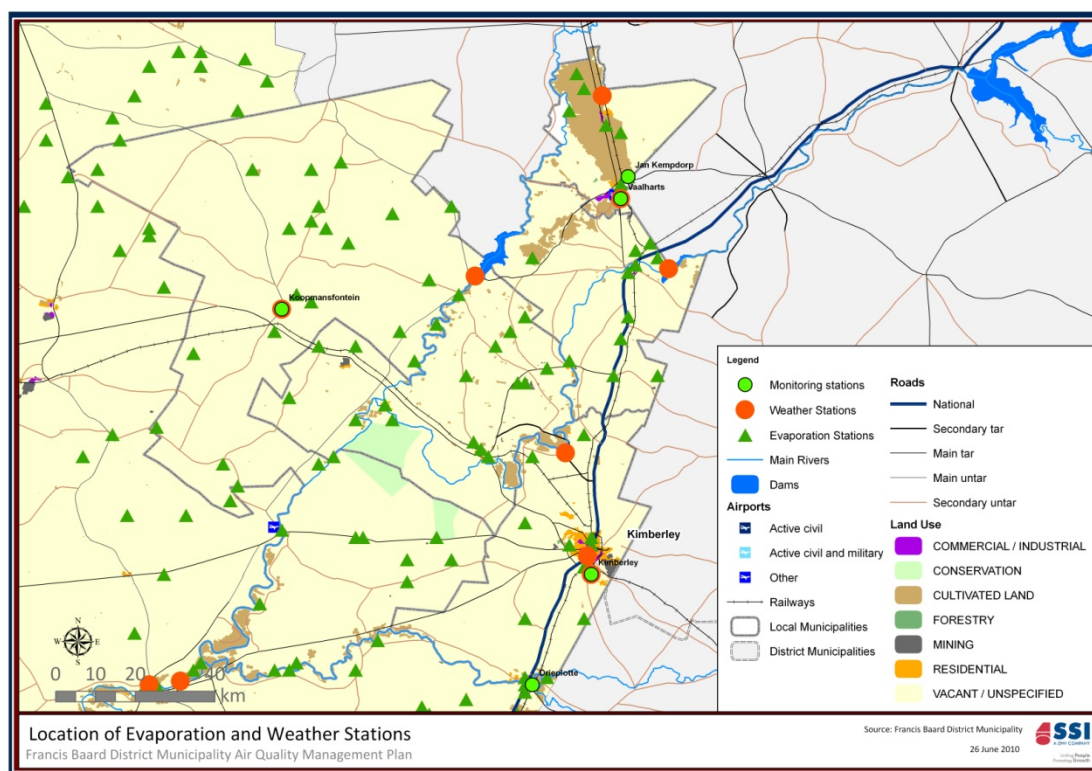 Jan Kempdorp
Vaalharts
Koopmansfontein
Kimberley
Kimberley
Drieplotte
N
W E
S
0 10 20 40
km
Legend
Monitoring stations
Weather Stations
Evaporation Stations
Main Rivers
Dams
Airports
Active civil
Active civil and military
Other
Railways
Local Municipalities
District Municipalities
Roads
National
Secondary tar
Main tar
Main untar
Secondary untar
Land Use
COMMERCIAL / INDUSTRIAL
CONSERVATION
CULTIVATED LAND
FORESTRY
MINING
RESIDENTIAL
VACANT / UNSPECIFIED
Location of Evaporation and Weather Stations
Francis Baard District Municipality Air Quality Management Plan
Source: Francis Baard District Municipality
26 June 2010
SSI
A DHV COMPANY